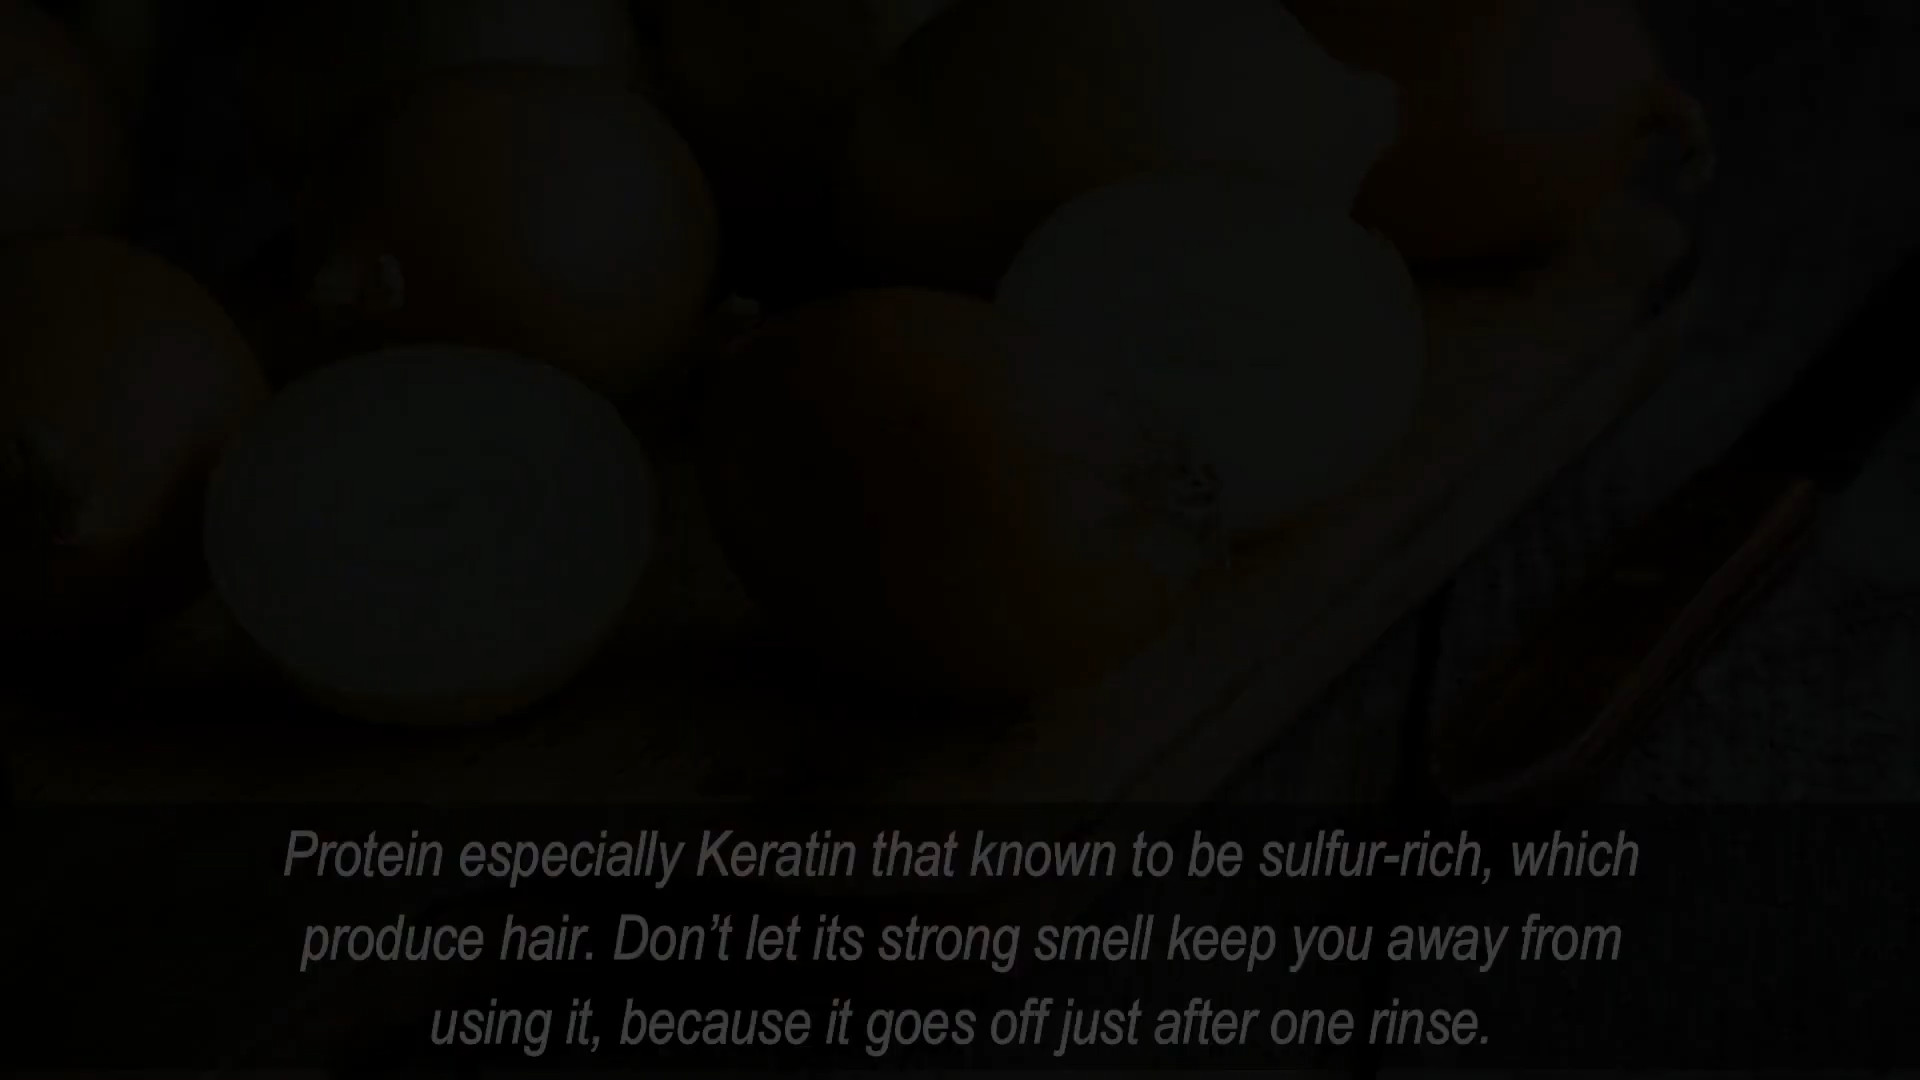 Protein especially Keratin that known to be sulfur-rich, which
produce hair. Don’t let its strong smell keep you away from
using it, because it goes off just after one rinse.